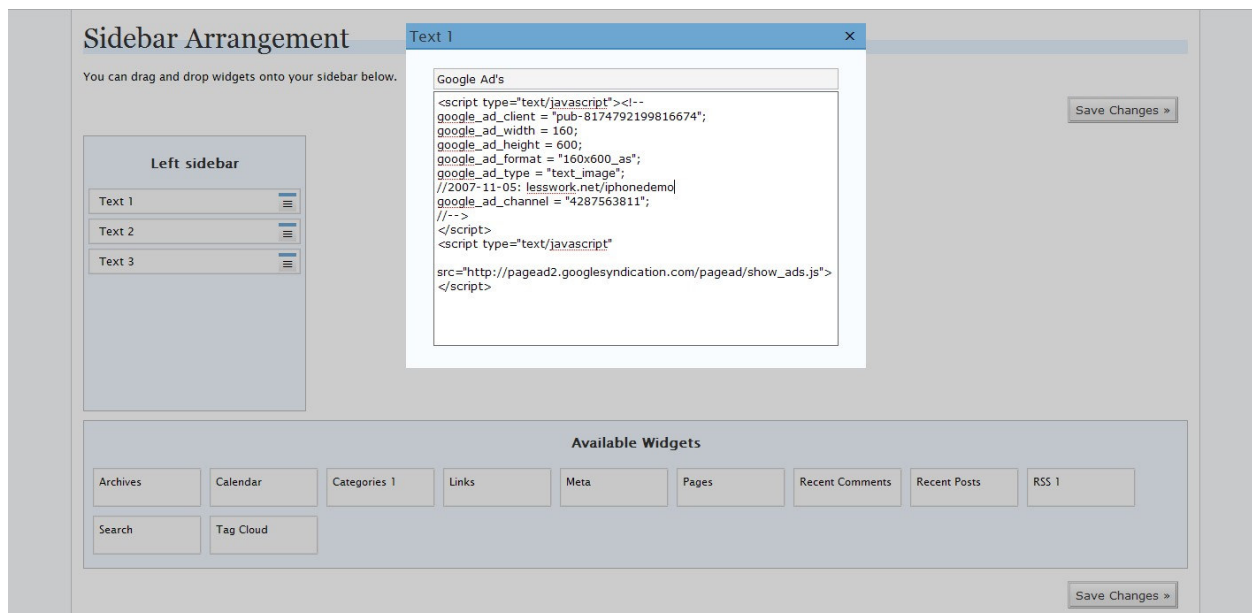 Sidebar Arrangement
You can drag and drop widgets onto your sidebar below.
Text 1
×
Google Ad's
<script type="text/javascript"><!--
google_ad_client = "pub-8174792199816674";
google_ad_width = 160;
google_ad_height = 600;
google_ad_format = "160x600_as";
google_ad_type = "text_image";
//2007-11-05: lesswork.net/iphonedemo
google_ad_channel = "4287563811";
//-->
</script>
<script type="text/javascript"
src="http://pagead2.googlesyndication.com/pagead/show_ads.js">
</script>
Save Changes »
Left sidebar
Text 1
Text 2
Text 3
Available Widgets
Archives
Calendar
Categories 1
Links
Meta
Pages
Recent Comments
Recent Posts
RSS 1
Search
Tag Cloud
Save Changes »